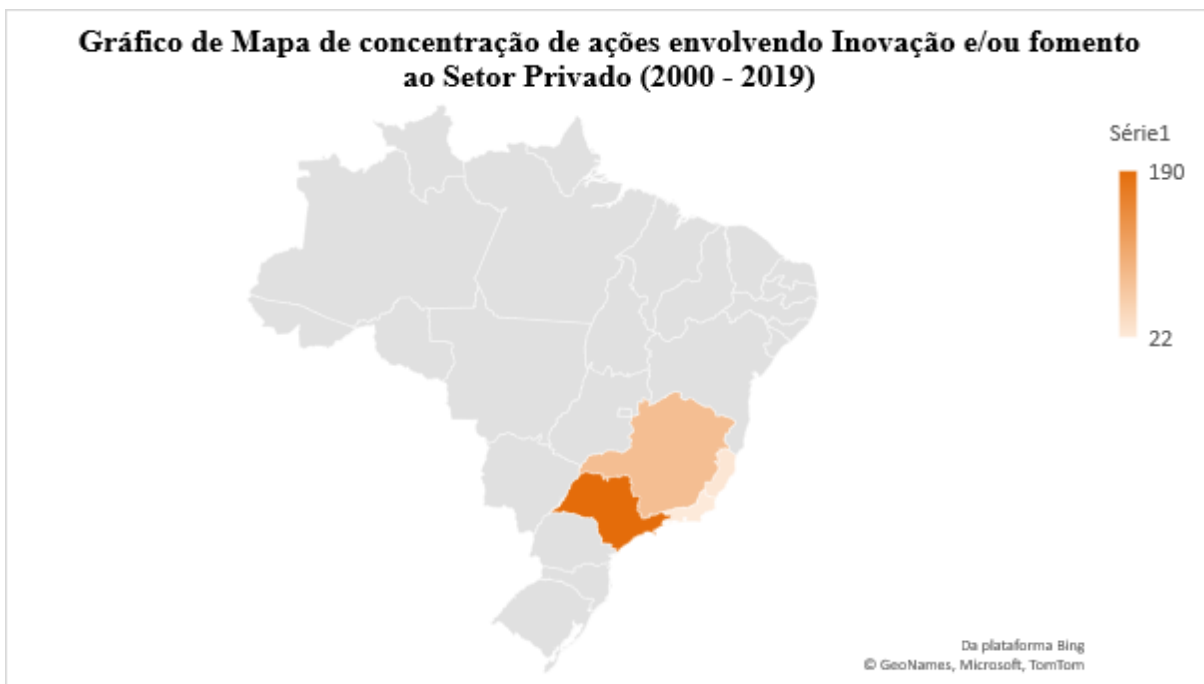 Gráfico de Mapa de concentração de ações envolvendo Inovação e/ou fomento
ao Setor Privado (2000 - 2019)
Série1
190
22
Da plataforma Bing
© GeoNames, Microsoft, TomTom